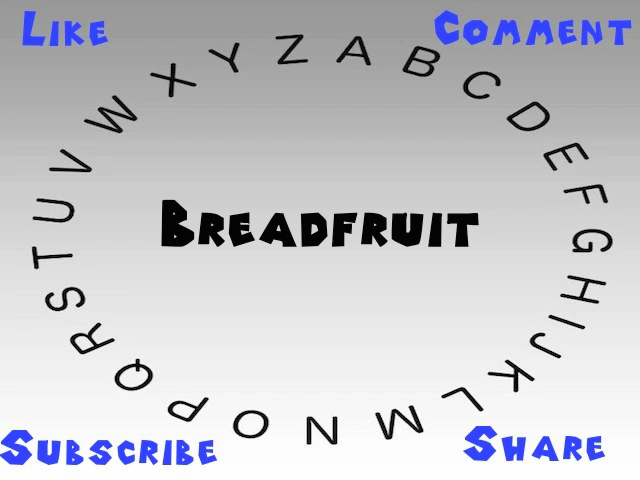 Like
Comment
A B C D E F G H I J K L M N O P Q R S T U V W X Y Z
Breadfruit
Subscribe
Share